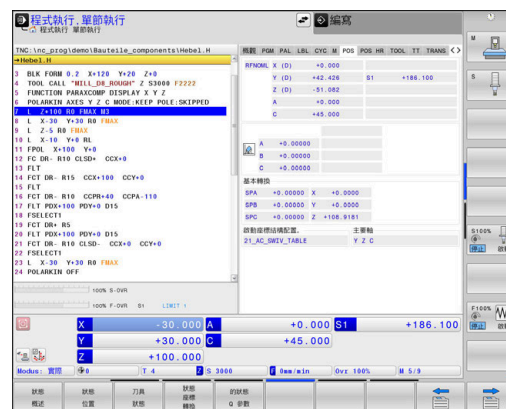 程式執行, 單節執行
程式執行, 單節執行
編寫
TNC:\nc_prog\demo\Bauteile_components\Hebel.H
→Hebel.H
3 BLK FORM 0.2 X+120 Y+20 Z+0
4 TOOL CALL "MILL_D8_ROUGH" Z S3000 F2222
5 FUNCTION PARAXCOMP DISPLAY X Y Z
6 POLARKIN AXES Y Z C MODE:KEEP POLE:SKIPPED
7 L Z+100 R0 FMAX M3
8 L X-30 Y+30 R0 FMAX
9 L Z-5 R0 FMAX
10 L X-10 Y+0 RL
11 FPOL X+100 Y+0
12 FC DR- R10 CLSD+ CCX+0
13 FLT
14 FCT DR- R15 CCX+100 CCY+0
15 FLT
16 FCT DR- R10 CCPR+40 CCPA-110
17 FLT PDX+100 PDY+0 D15
18 FSELECT1
19 FCT DR+ R5
20 FLT PDX+100 PDY+0 D15
21 FCT DR- R10 CLSD- CCX+0 CCY+0
22 FSELECT1
23 L X-30 Y+30 R0 FMAX
24 POLARKIN OFF
100% S-OVR
100% F-OVR S1 LIMIT 1
概觀 PGM PAL LBL CYC M POS POS HR TOOL TT TRANS
RFNOML X (D) +0.000
Y (D) +42.426 S1 +186.100
Z (D) -51.082
A +0.000
C +45.000
A +0.00000
B +0.00000
C +0.00000
基本轉換
SPA +0.00000 X +0.0000
SPB +0.00000 Y +0.0000
SPC +0.00000 Z +108.9181
啟動座標結構配置. 主要軸
21_AC_SWIV_TABLE Y Z C
X -30.000 A +0.000 S1 +186.100
Y +30.000 C +45.000
Z +100.000
Modus: 實際 0 T 4 Z S 3000 F 0mm/min Ovr 100% M 5/9
狀態 概述
狀態 位置
刀具 狀態
狀態 座標 轉換
的狀態 Q 參數
M
S
S100%
停止
F100%
停止